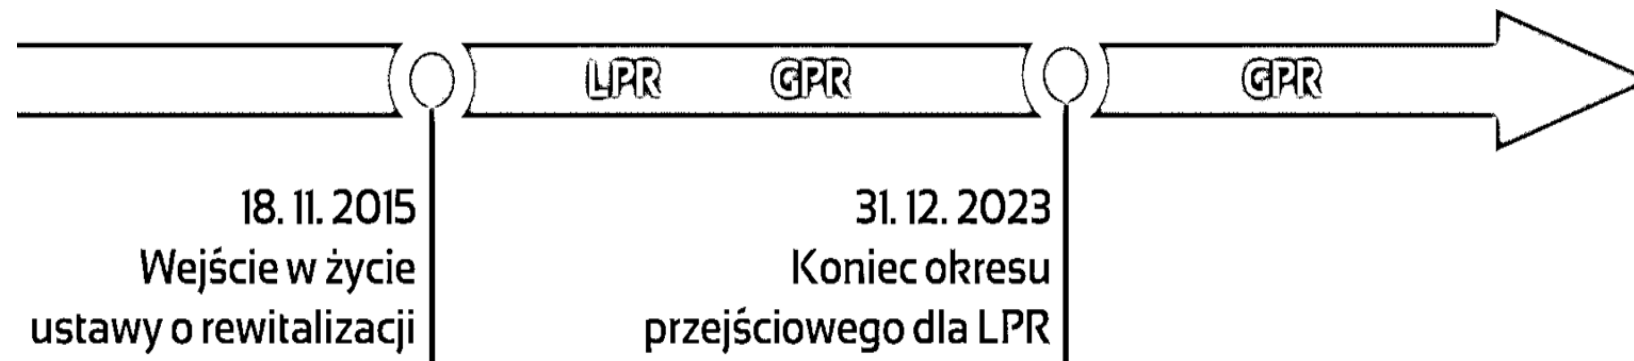 LPR GPR GPR
18. 11. 2015
Wejście w życie
ustawy o rewitalizacji
31. 12. 2023
Koniec okresu
przejściowego dla LPR